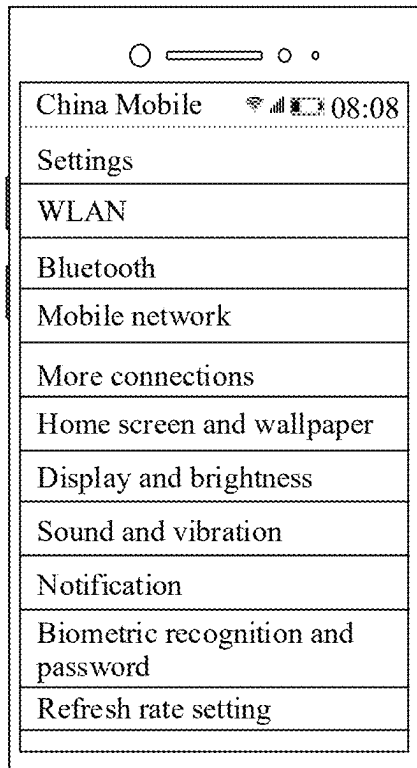 China Mobile 08:08
Settings
WLAN
Bluetooth
Mobile network
More connections
Home screen and wallpaper
Display and brightness
Sound and vibration
Notification
Biometric recognition and
password
Refresh rate setting